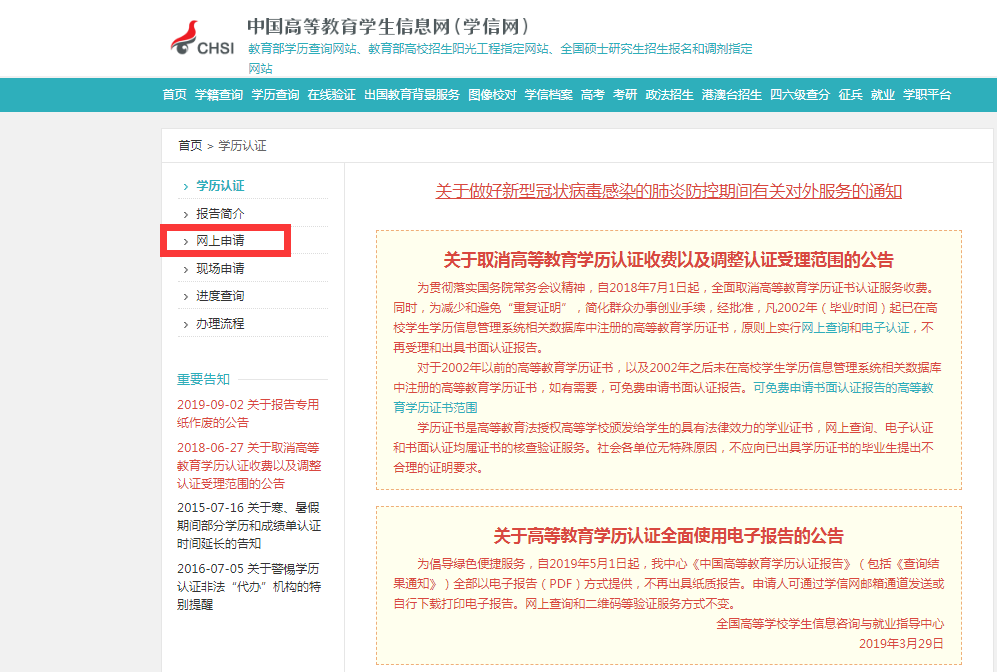 CHSI
中国高等教育学生信息网(学信网)
教育部学历查询网站、教育部高校招生阳光工程指定网站、全国硕士研究生招生报名和调剂指定
网站
首页 学籍查询 学历查询 在线验证 出国教育背景服务 图像校对 学信档案 高考 考研 政法招生 港澳台招生 四六级查分 征兵 就业 学职平台
首页 > 学历认证
› 学历认证
› 报告简介
› 网上申请
› 现场申请
› 进度查询
› 办理流程
重要告知
2019-09-02 关于报告专用
纸作废的公告
2018-06-27 关于取消高等
教育学历认证收费以及调整
认证受理范围的公告
2015-07-16 关于寒、暑假
期间部分学历和成绩单认证
时间延长的告知
2016-07-05 关于警惕学历
认证非法“代办”机构的特
别提醒
关于做好新型冠状病毒感染的肺炎防控期间有关对外服务的通知
关于取消高等教育学历认证收费以及调整认证受理范围的公告
为贯彻落实国务院常务会议精神，自2018年7月1日起，全面取消高等教育学历证书认证服务收费。
同时，为减少和避免“重复证明”，简化群众办事创业手续，经批准，凡2002年（毕业时间）起已在高
校学生学历信息管理系统相关数据库中注册的高等教育学历证书，原则上实行网上查询和电子认证，不
再受理和出具书面认证报告。
对于2002年以前的高等教育学历证书，以及2002年之后未在高校学生学历信息管理系统相关数据库
中注册的高等教育学历证书，如有需要，可免费申请书面认证报告。可免费申请书面认证报告的高等教
育学历证书范围
学历证书是高等教育法授权高等学校颁发给学生的具有法律效力的学业证书，网上查询、电子认证
和书面认证均属证书的核查验证服务。社会各单位无特殊原因，不应向已出具学历证书的毕业生提出不
合理的证明要求。
关于高等教育学历认证全面使用电子报告的公告
为倡导绿色便捷服务，自2019年5月1日起，我中心《中国高等教育学历认证报告》（包括《查询结
果通知》）全部以电子报告（PDF）方式提供，不再出具纸质报告。申请人可通过学信网邮箱通道发送或
自行下载打印电子报告。网上查询和二维码等验证服务方式不变。
全国高等学校学生信息咨询与就业指导中心
2019年3月29日